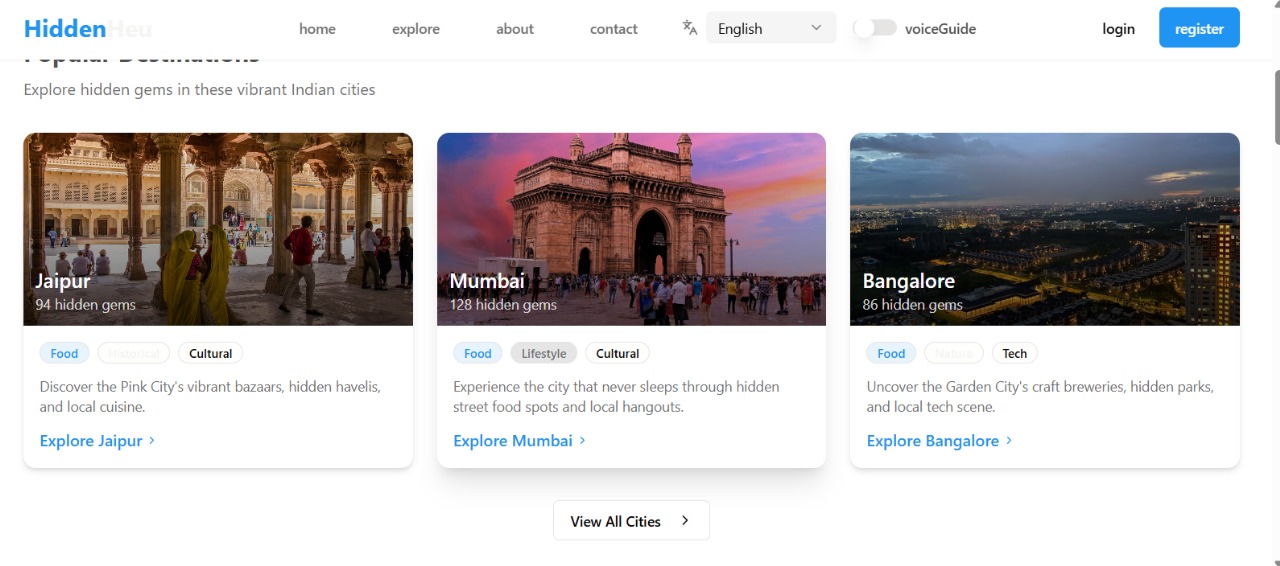 HiddenHeu
home
explore
about
contact
English
voiceGuide
login
register
Popular Destinations
Explore hidden gems in these vibrant Indian cities
Jaipur
94 hidden gems
Food Historical Cultural
Discover the Pink City's vibrant bazaars, hidden havelis,
and local cuisine.
Explore Jaipur
Mumbai
128 hidden gems
Food Lifestyle Cultural
Experience the city that never sleeps through hidden
street food spots and local hangouts.
Explore Mumbai
Bangalore
86 hidden gems
Food Nature Tech
Uncover the Garden City's craft breweries, hidden parks,
and local tech scene.
Explore Bangalore
View All Cities